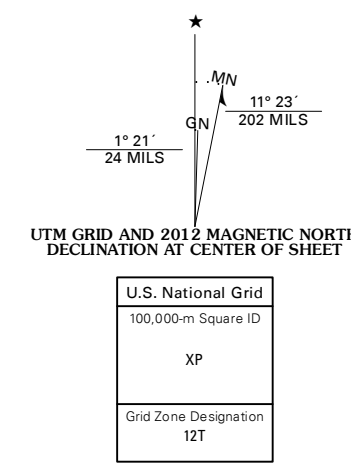 ★
MN
GN
11° 23´
202 MILS
1° 21´
24 MILS
UTM GRID AND 2012 MAGNETIC NORTH
DECLINATION AT CENTER OF SHEET
U.S. National Grid
100,000-m Square ID
XP
Grid Zone Designation
12T